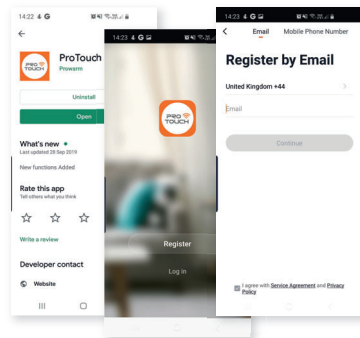 14:22
ProTouch
Prowarm
PRO
TOUCH
Uninstall
Open
What's new
Last updated 28 Sep 2019
New functions Added
Rate this app
Tell others what you think
Write a review
Developer contact
Website
14:23
PRO
TOUCH
Register
Log in
14:23
Email Mobile Phone Number
Register by Email
United Kingdom +44
Email
Continue
I agree with Service Agreement and Privacy
Policy